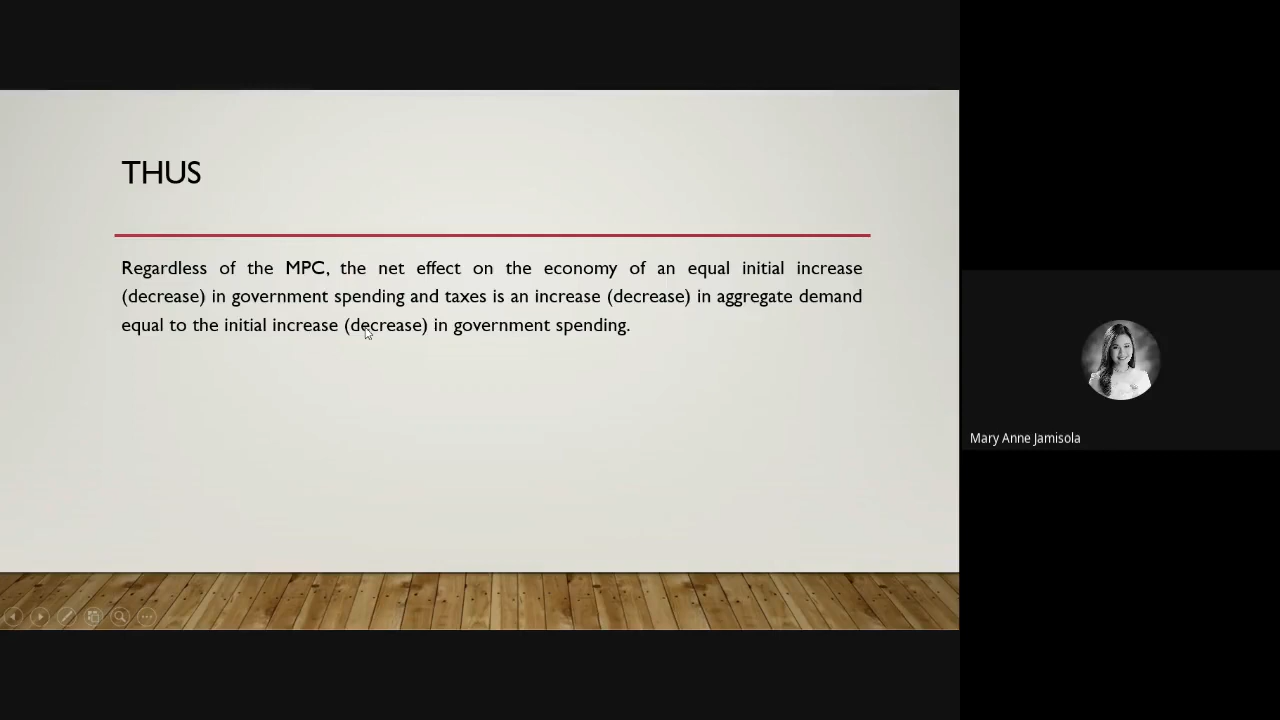 THUS
Regardless of the MPC, the net effect on the economy of an equal initial increase
(decrease) in government spending and taxes is an increase (decrease) in aggregate demand
equal to the initial increase (decrease) in government spending.
Mary Anne Jamisola